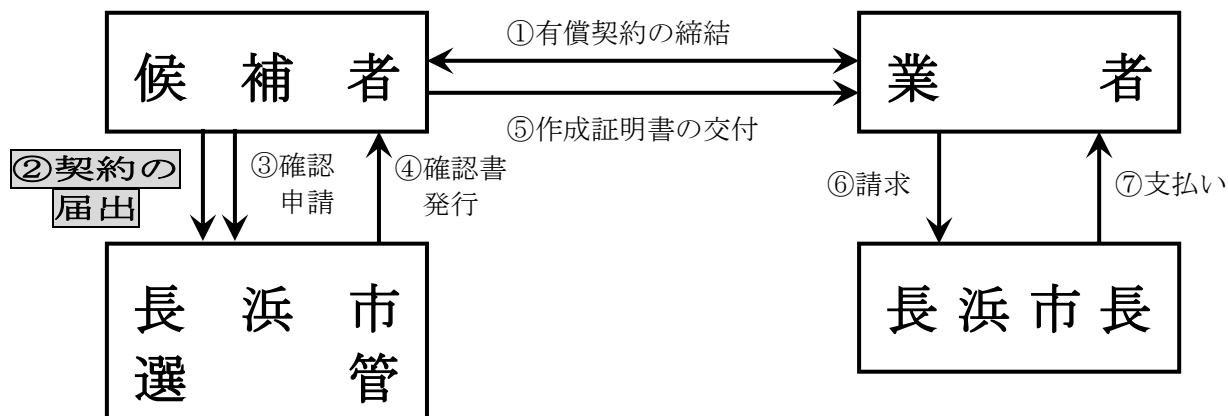 ①有償契約の締結
候補者
業者
⑤作成証明書の交付
②契約の
届出
③確認
申請
④確認書
発行
⑥請求
⑦支払い
長浜市
選管
長浜市長